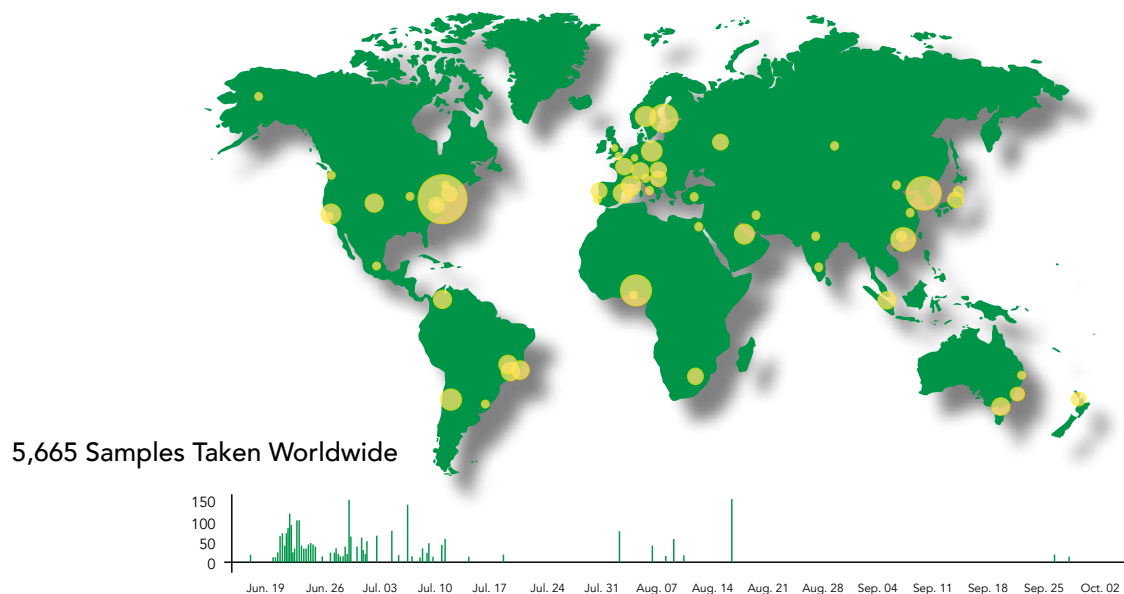 5,665 Samples Taken Worldwide
150
100
50
0
Jun. 19 Jun. 26 Jul. 03 Jul. 10 Jul. 17 Jul. 24 Jul. 31 Aug. 07 Aug. 14 Aug. 21 Aug. 28 Sep. 04 Sep. 11 Sep. 18 Sep. 25 Oct. 02